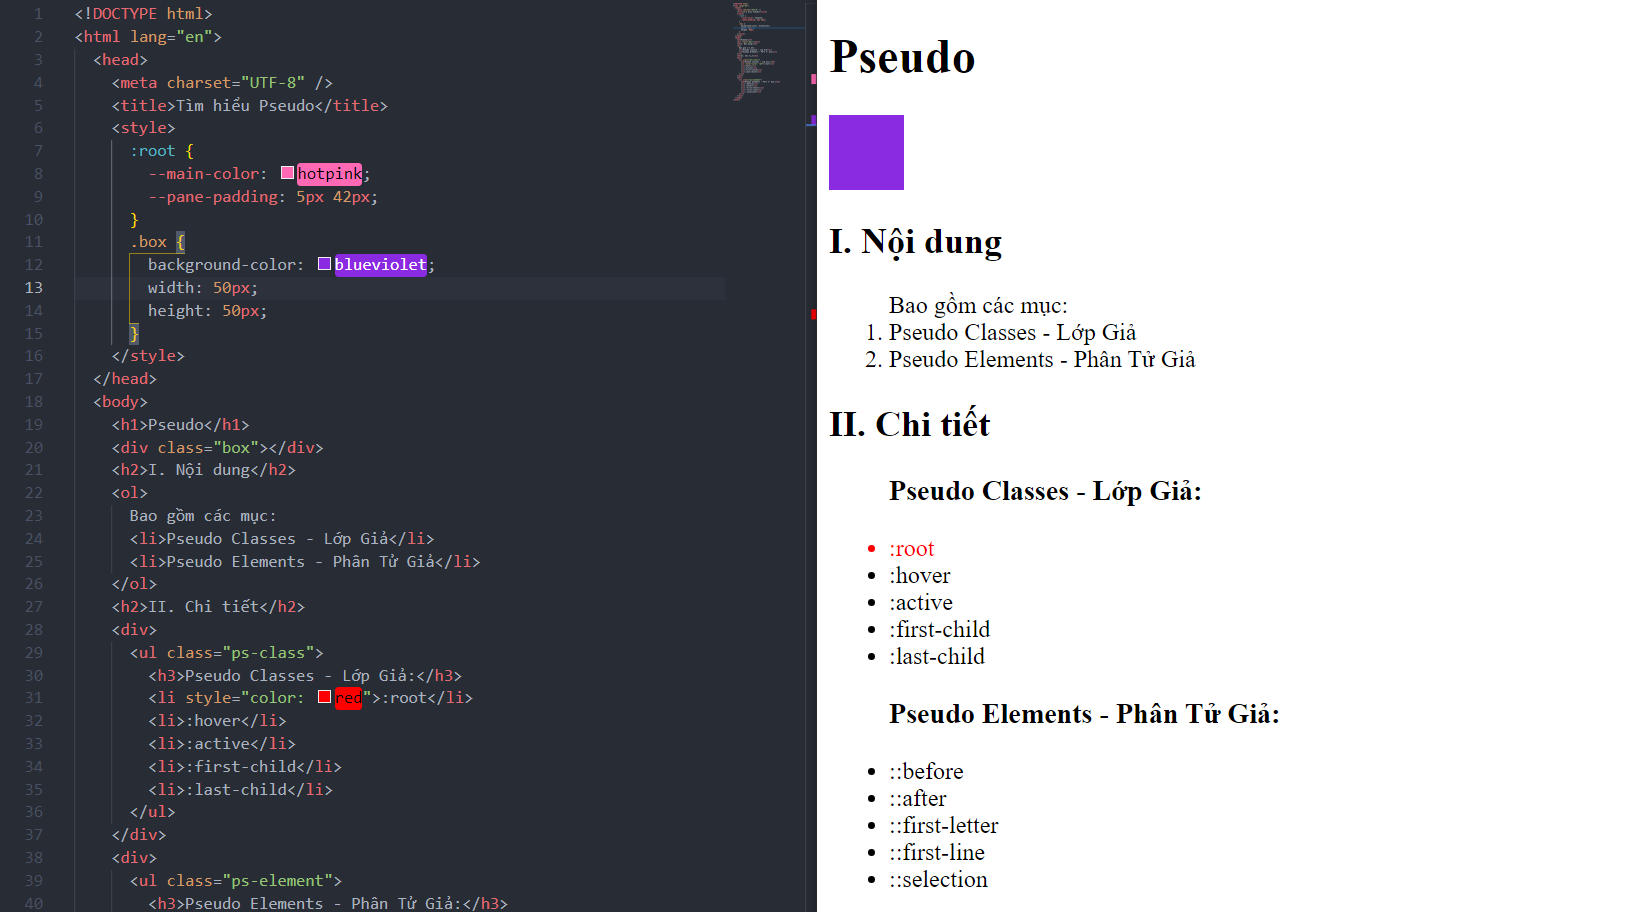 1 <!DOCTYPE html>
2 <html lang="en">
3 <head>
4 <meta charset="UTF-8" />
5 <title>Tìm hiểu Pseudo</title>
6 <style>
7 :root {
8 --main-color: hotpink;
9 --pane-padding: 5px 42px;
10 }
11 .box {
12 background-color: blueviolet;
13 width: 50px;
14 height: 50px;
15 }
16 </style>
17 </head>
18 <body>
19 <h1>Pseudo</h1>
20 <div class="box"></div>
21 <h2>I. Nội dung</h2>
22 <ol>
23 Bao gồm các mục:
24 <li>Pseudo Classes - Lớp Giả</li>
25 <li>Pseudo Elements - Phân Tử Giả</li>
26 </ol>
27 <h2>II. Chi tiết</h2>
28 <div>
29 <ul class="ps-class">
30 <h3>Pseudo Classes - Lớp Giả:</h3>
31 <li style="color: red">:root</li>
32 <li>:hover</li>
33 <li>:active</li>
34 <li>:first-child</li>
35 <li>:last-child</li>
36 </ul>
37 </div>
38 <div>
39 <ul class="ps-element">
40 <h3>Pseudo Elements - Phân Tử Giả:</h3>
Pseudo
I. Nội dung
Bao gồm các mục:
1. Pseudo Classes - Lớp Giả
2. Pseudo Elements - Phân Tử Giả
II. Chi tiết
Pseudo Classes - Lớp Giả:
• :root
• :hover
• :active
• :first-child
• :last-child
Pseudo Elements - Phân Tử Giả:
• ::before
• ::after
• ::first-letter
• ::first-line
• ::selection